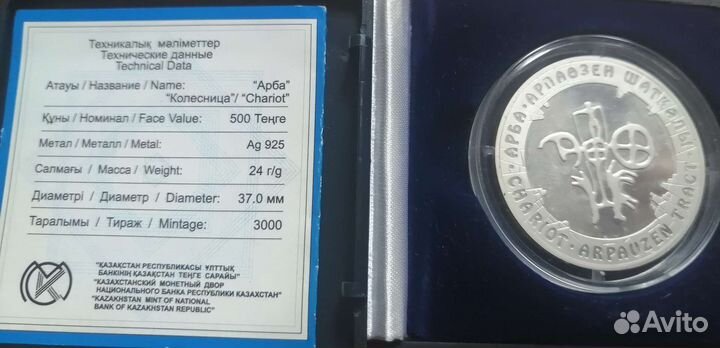 Техникалық мәліметтер
Технические данные
Technical Data
Атауы / Название / Name: "Арба"
"Колесница"/ "Chariot"
Құны / Номинал / Face Value: 500 Теңге
Метал / Металл / Metal: Ag 925
Салмағы / Масса / Weight: 24 г/g
Диаметрі / Диаметр / Diameter: 37.0 мм
Таралымы / Тираж / Mintage: 3000
"ҚАЗАҚСТАН РЕСПУБЛИКАСЫ ҰЛТТЫҚ
БАНКІНІҢ ҚАЗАҚСТАН ТЕҢГЕ САРАЙЫ"
"КАЗАХСТАНСКИЙ МОНЕТНЫЙ ДВОР
НАЦИОНАЛЬНОГО БАНКА РЕСПУБЛИКИ КАЗАХСТАН"
"KAZAKHSTAN MINT OF NATIONAL
BANK OF KAZAKHSTAN REPUBLIC"
АРБА · АРПАӨЗЕН ШАТҚАЛЫ
CHARIOT · ARPAUZEN TRACT
Avito